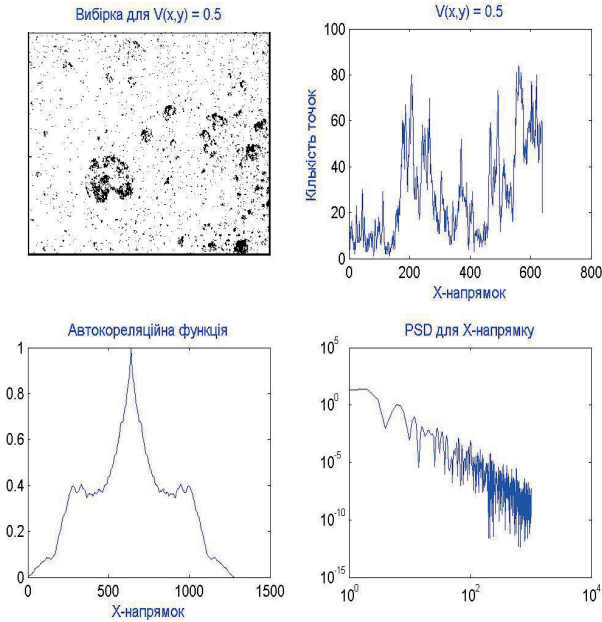 Вибірка для V(x,y) = 0.5
V(x,y) = 0.5
100
80
60
40
20
0
Кількість точок
0 200 400 600 800
X-напрямок
Автокореляційна функція
1
0.8
0.6
0.4
0.2
0
0 500 1000 1500
X-напрямок
PSD для X-напрямку
10^5
10^0
10^-5
10^-10
10^-15
10^0 10^2 10^4